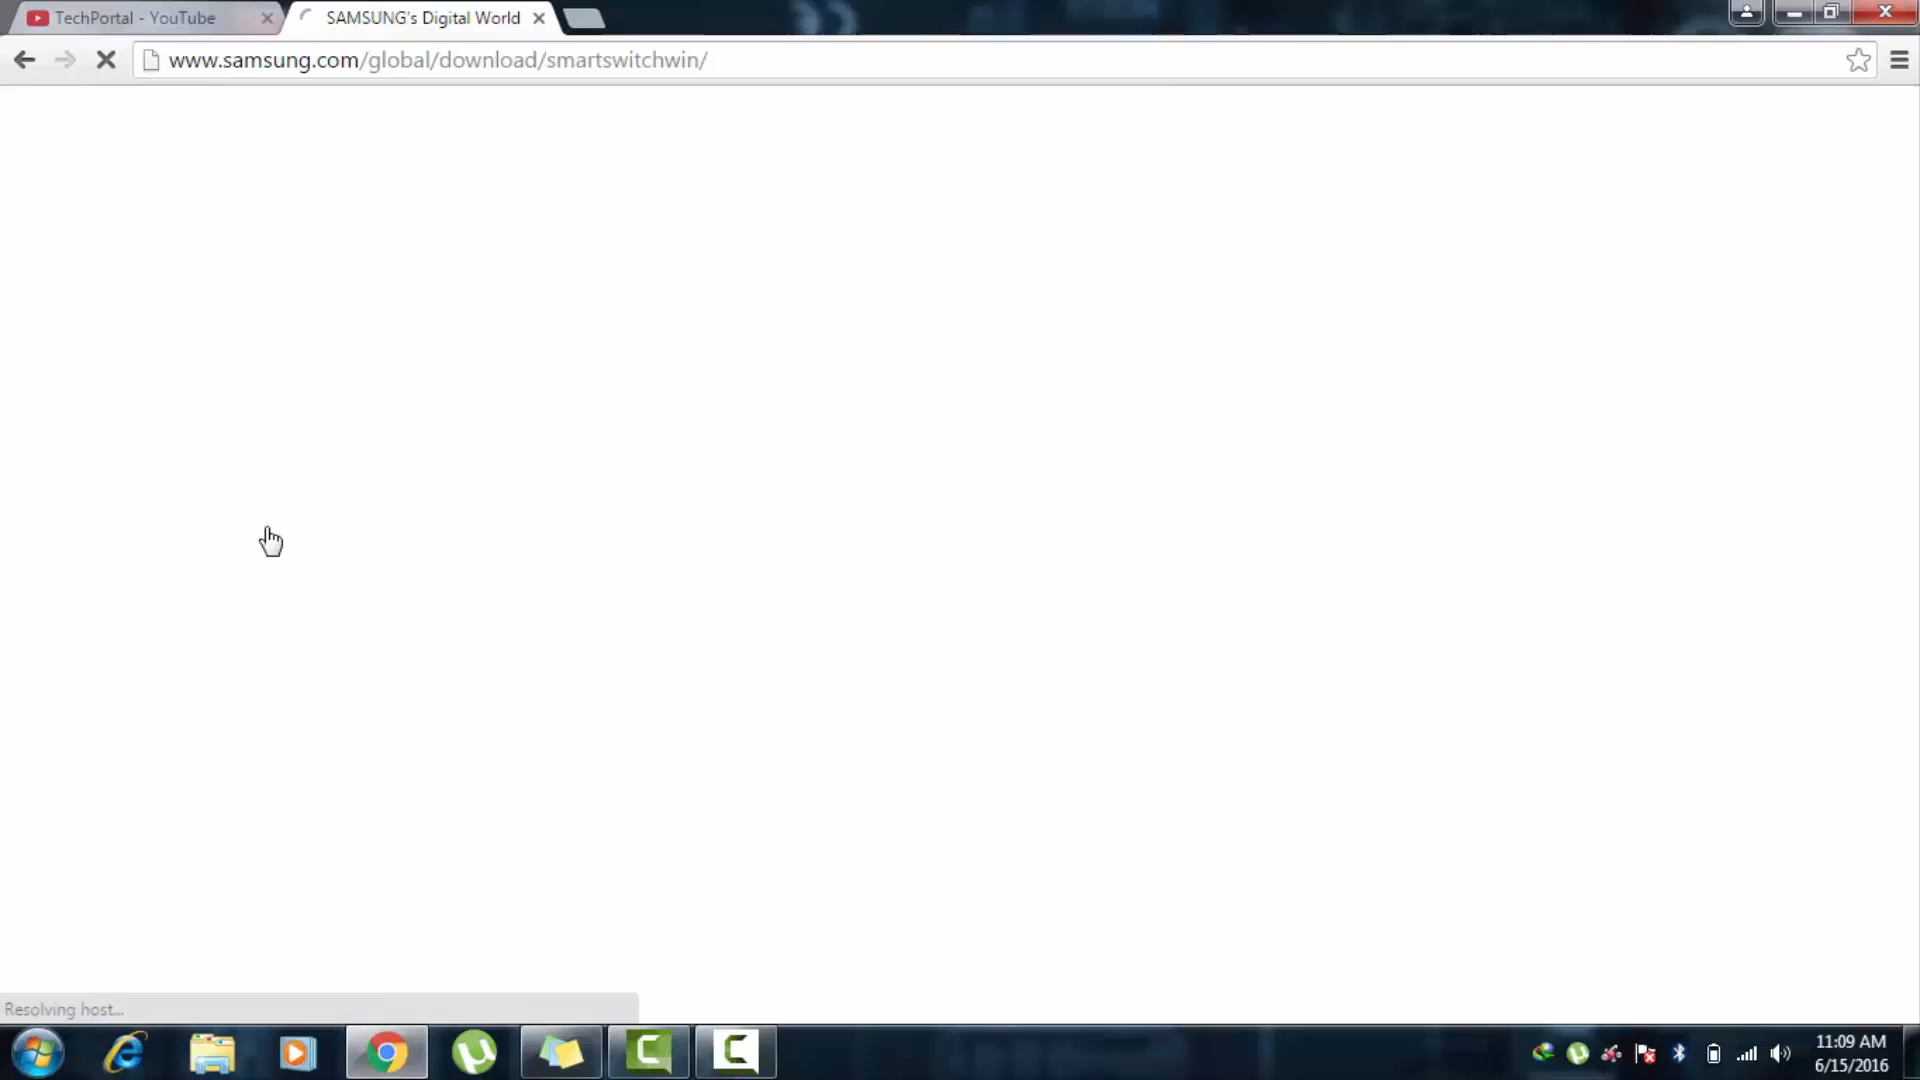 TechPortal - YouTube
SAMSUNG's Digital World
www.samsung.com/global/download/smartswitchwin/
Resolving host...
11:09 AM
6/15/2016